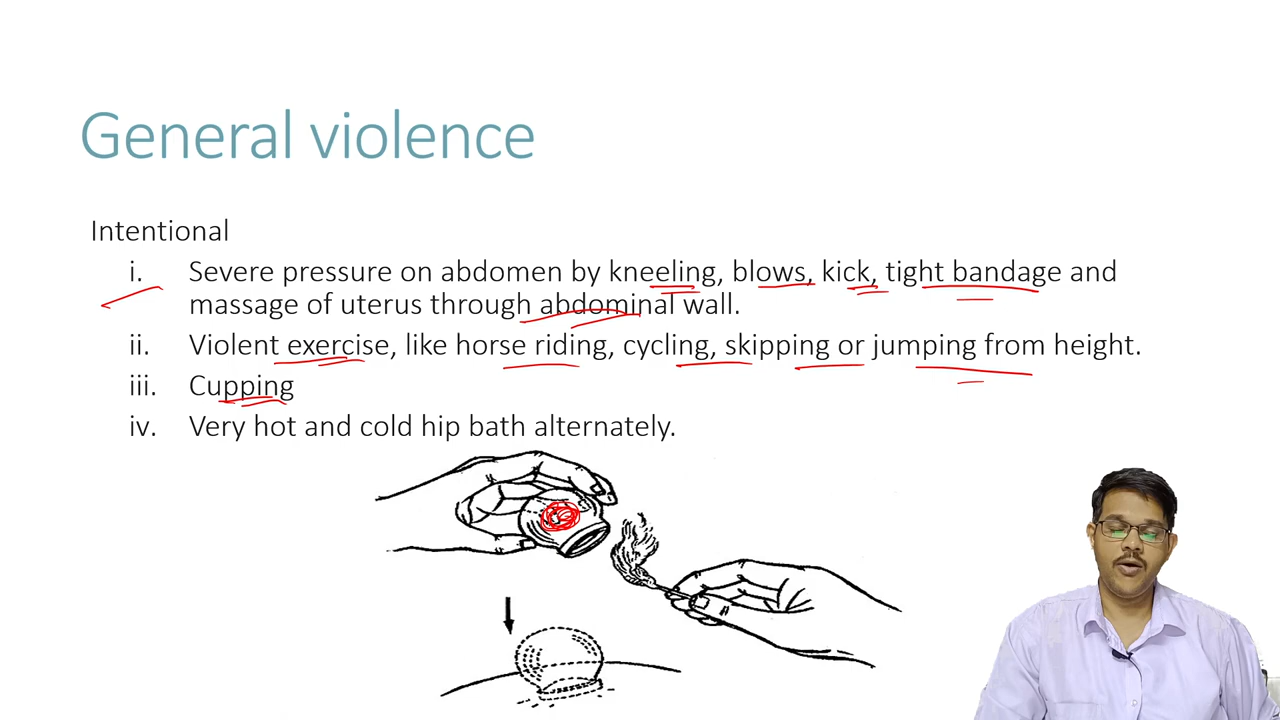 General violence
Intentional
i. Severe pressure on abdomen by kneeling, blows, kick, tight bandage and
massage of uterus through abdominal wall.
ii. Violent exercise, like horse riding, cycling, skipping or jumping from height.
iii. Cupping
iv. Very hot and cold hip bath alternately.